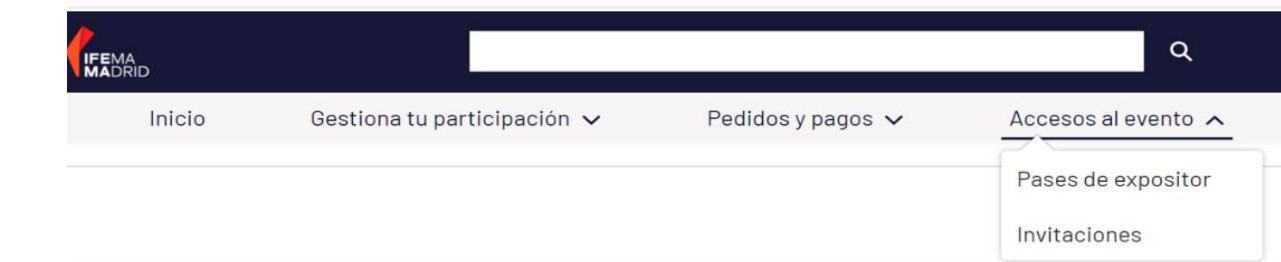 IFEMA
MADRID
Inicio Gestiona tu participación Pedidos y pagos Accesos al evento
Pases de expositor
Invitaciones